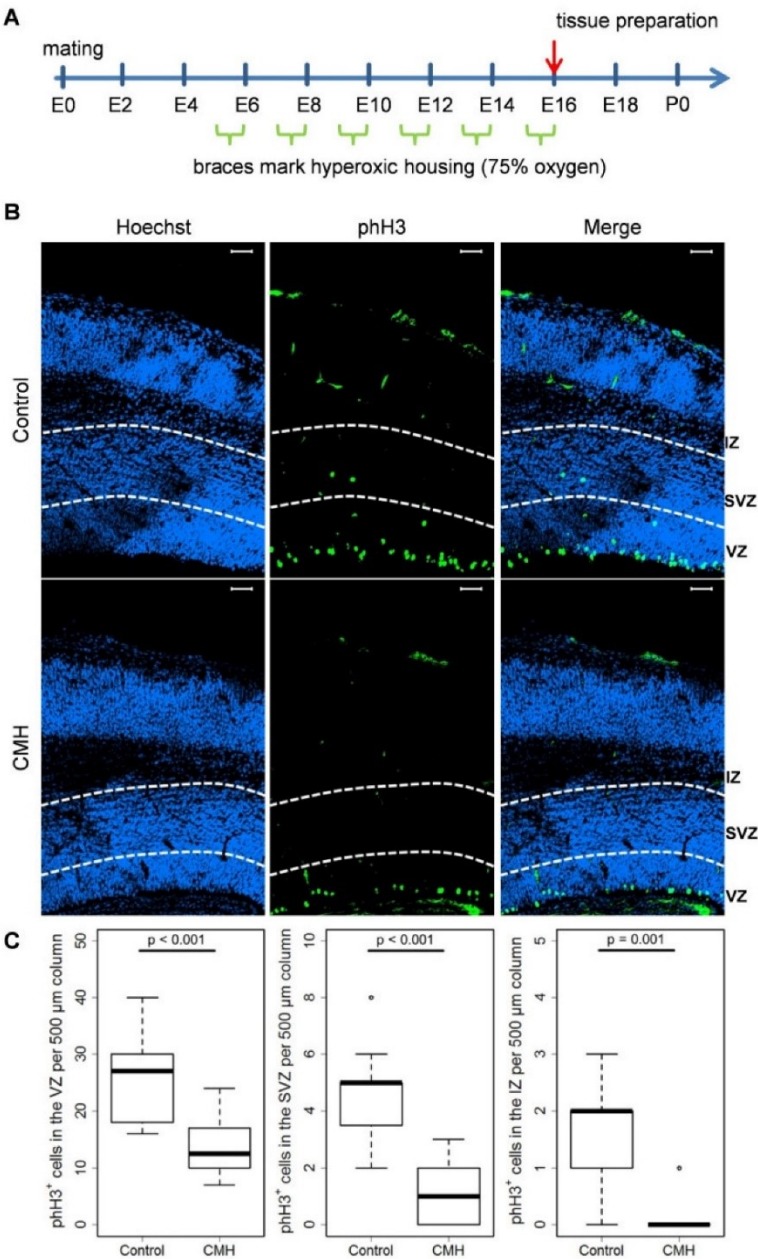 A
tissue preparation
mating
E0 E2 E4 E6 E8 E10 E12 E14 E16 E18 P0
braces mark hyperoxic housing (75% oxygen)
B
Hoechst phH3 Merge
Control
IZ
SVZ
VZ
CMH
IZ
SVZ
VZ
C
phH3+ cells in the VZ per 500 µm column
50
40
30
20
10
0
p < 0.001
Control CMH
phH3+ cells in the SVZ per 500 µm column
10
8
6
4
2
0
p < 0.001
Control CMH
phH3+ cells in the IZ per 500 µm column
5
4
3
2
1
0
p = 0.001
Control CMH